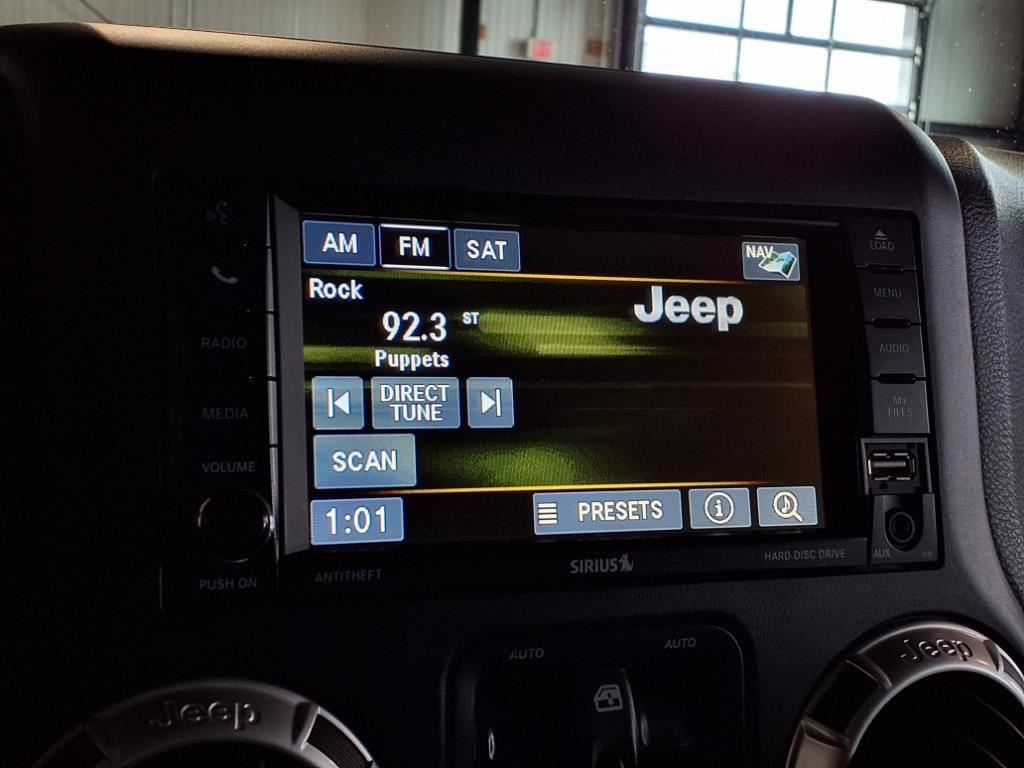 AM FM SAT NAV
Rock
Jeep
92.3 ST
Puppets
DIRECT
TUNE
SCAN
1:01 PRESETS
RADIO
MEDIA
VOLUME
PUSH ON
LOAD
MENU
AUDIO
MY
FILES
AUX
ANTITHEFT SIRIUS HARD DISC DRIVE
AUTO AUTO
Jeep Jeep